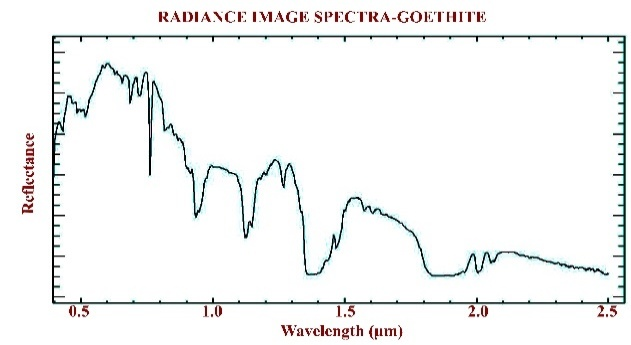 RADIANCE IMAGE SPECTRA-GOETHITE
Reflectance
0.5 1.0 1.5 2.0 2.5
Wavelength (μm)